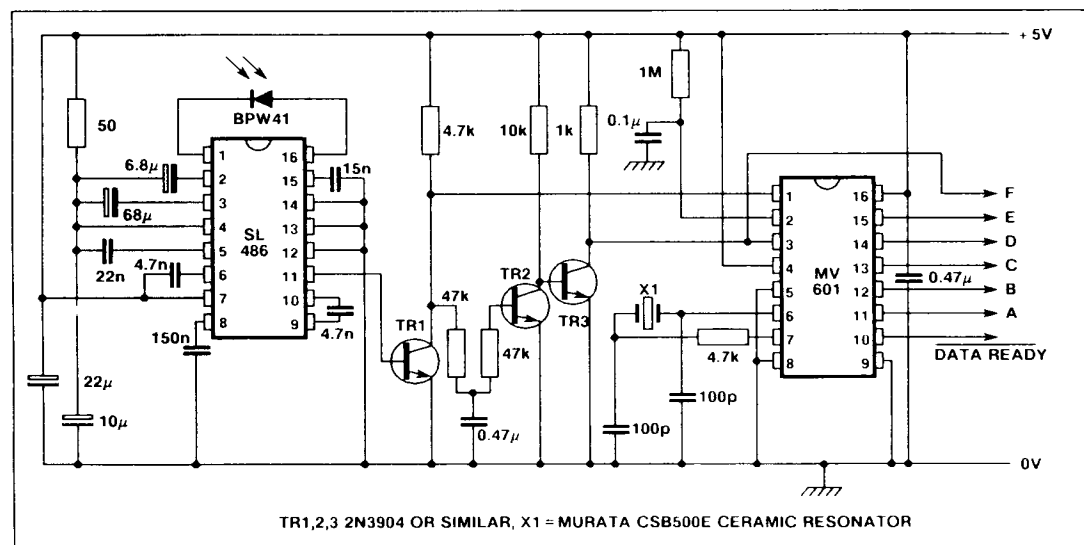 + 5V
1M
50
BPW41
4.7k
10k
1k
0.1μ
6.8μ
1
16
15n
2
15
68μ
3
14
4
SL
486
13
22n
5
12
4.7n
6
11
7
10
8
9
4.7n
150n
1
16
F
2
15
E
3
14
D
4
MV
601
13
C
0.47μ
5
12
B
6
11
A
7
10
DATA READY
8
9
TR2
TR3
X1
47k
47k
TR1
4.7k
22μ
10μ
0.47μ
100p
100p
0V
TR1,2,3 2N3904 OR SIMILAR, X1 = MURATA CSB500E CERAMIC RESONATOR